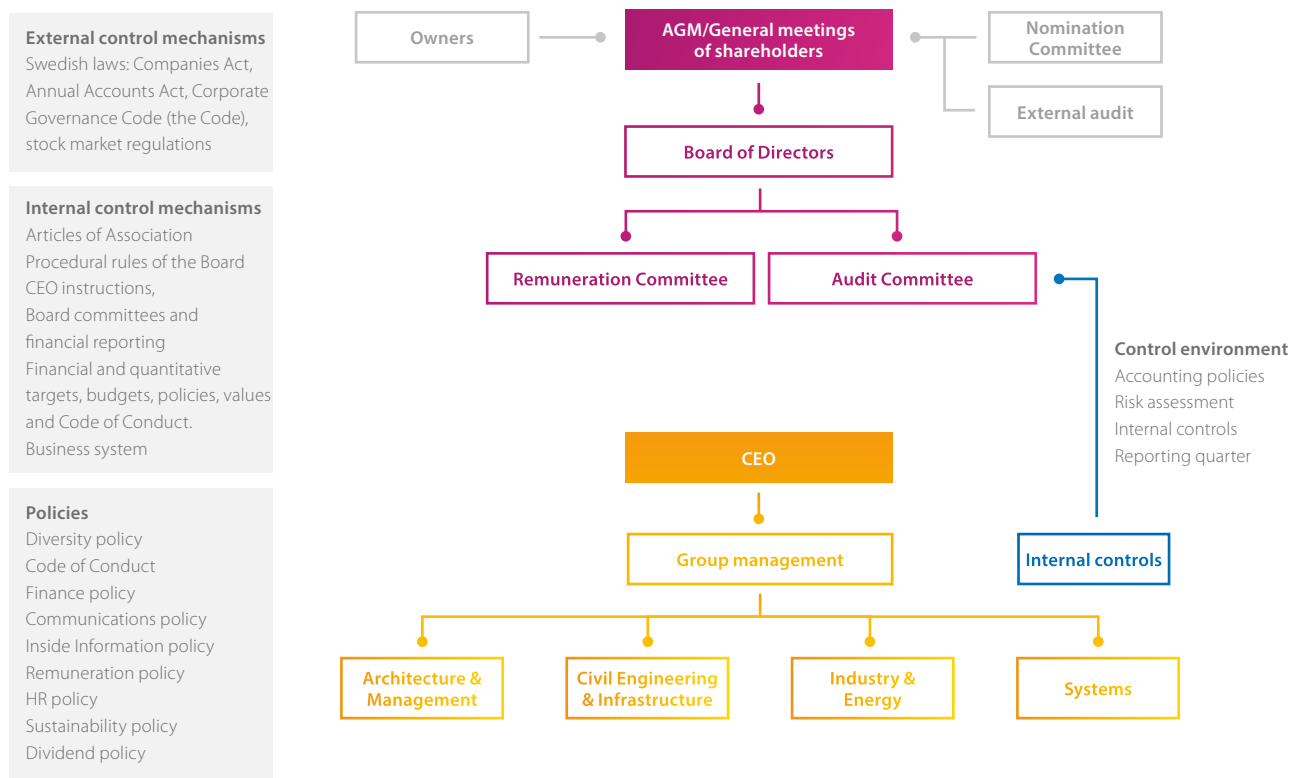 External control mechanisms
Swedish laws: Companies Act,
Annual Accounts Act, Corporate
Governance Code (the Code),
stock market regulations
Internal control mechanisms
Articles of Association
Procedural rules of the Board
CEO instructions,
Board committees and
financial reporting
Financial and quantitative
targets, budgets, policies, values
and Code of Conduct.
Business system
Policies
Diversity policy
Code of Conduct
Finance policy
Communications policy
Inside Information policy
Remuneration policy
HR policy
Sustainability policy
Dividend policy
Owners
AGM/General meetings
of shareholders
Nomination
Committee
External audit
Board of Directors
Remuneration Committee
Audit Committee
Control environment
Accounting policies
Risk assessment
Internal controls
Reporting quarter
CEO
Group management
Internal controls
Architecture &
Management
Civil Engineering
& Infrastructure
Industry &
Energy
Systems